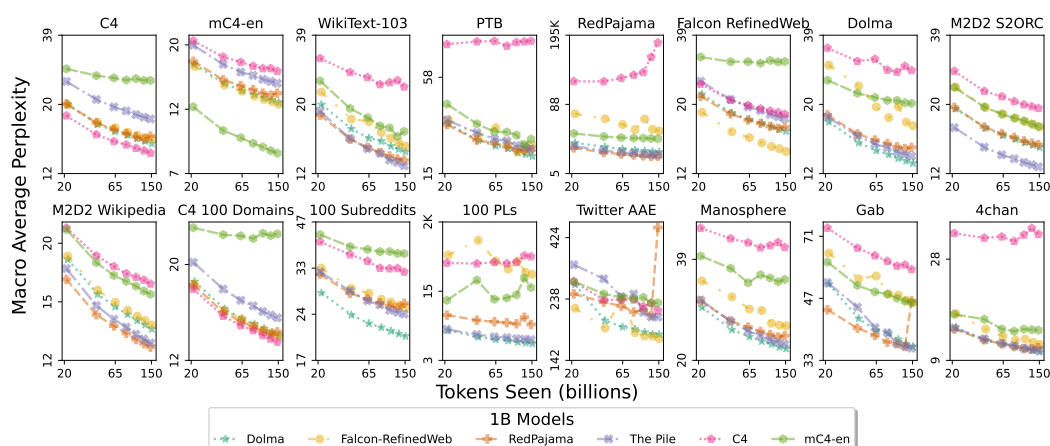 C4 mC4-en WikiText-103 PTB RedPajama Falcon RefinedWeb Dolma M2D2 S2ORC
39 20 12
20 12 7
39 20 12
58 15
195K 88 5
39 20 12
39 20 12
39 20 12
20 65 150 20 65 150 20 65 150 20 65 150 20 65 150 20 65 150 20 65 150 20 65 150
Macro Average Perplexity
M2D2 Wikipedia C4 100 Domains 100 Subreddits 100 PLs Twitter AAE Manosphere Gab 4chan
20 15 12
20 12
47 33 24 17
2K 15 3
424 238 142
39 20
71 47 33
28 9
20 65 150 20 65 150 20 65 150 20 65 150 20 65 150 20 65 150 20 65 150 20 65 150
Tokens Seen (billions)
1B Models
Dolma Falcon-RefinedWeb RedPajama The Pile C4 mC4-en